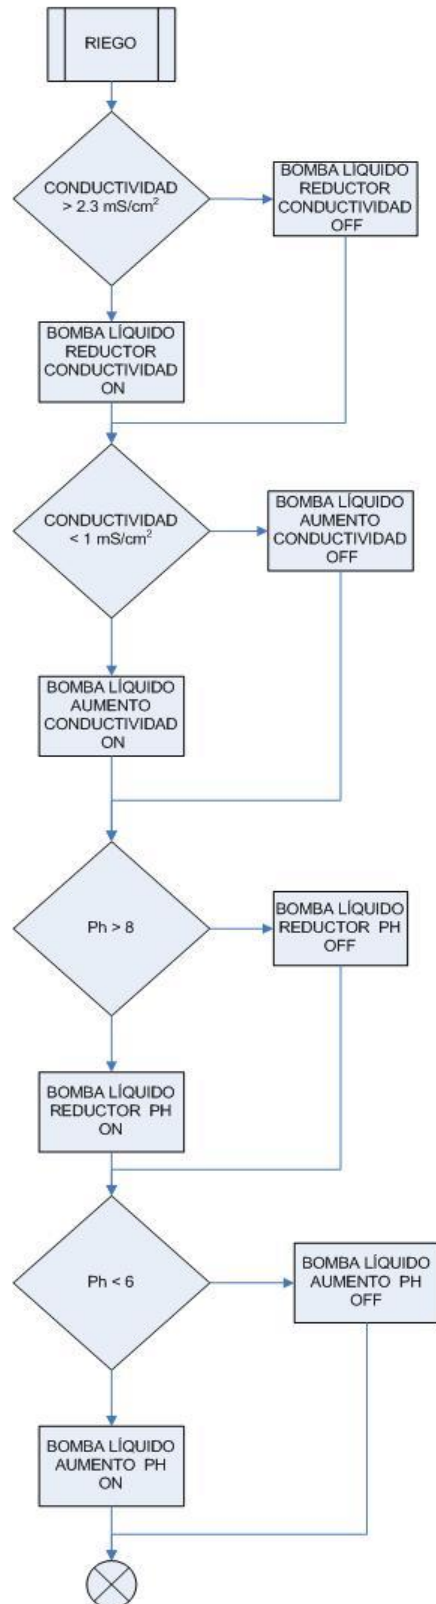 RIEGO
CONDUCTIVIDAD
> 2.3 mS/cm²
BOMBA LÍQUIDO
REDUCTOR
CONDUCTIVIDAD
OFF
BOMBA LÍQUIDO
REDUCTOR
CONDUCTIVIDAD
ON
CONDUCTIVIDAD
< 1 mS/cm²
BOMBA LÍQUIDO
AUMENTO
CONDUCTIVIDAD
OFF
BOMBA LÍQUIDO
AUMENTO
CONDUCTIVIDAD
ON
Ph > 8
BOMBA LÍQUIDO
REDUCTOR PH
OFF
BOMBA LÍQUIDO
REDUCTOR PH
ON
Ph < 6
BOMBA LÍQUIDO
AUMENTO PH
OFF
BOMBA LÍQUIDO
AUMENTO PH
ON